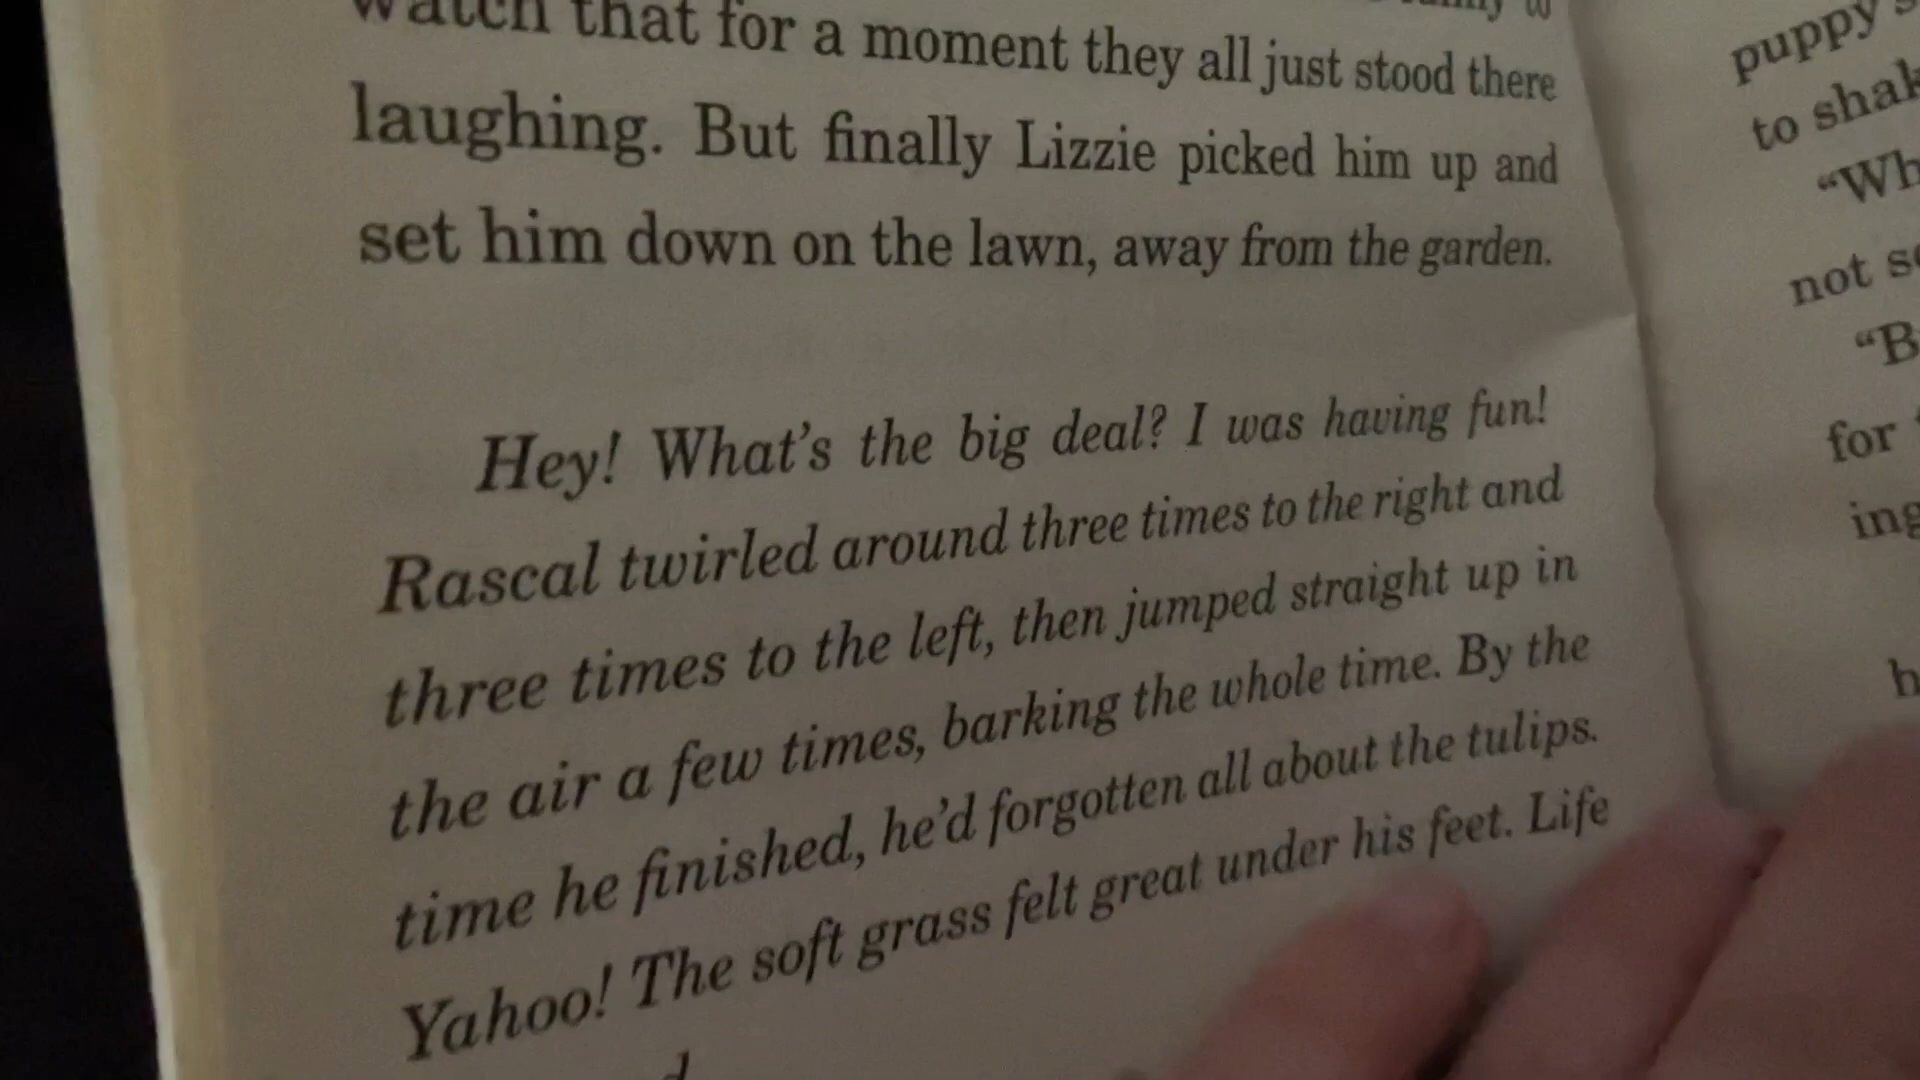 watch that for a moment they all just stood there
laughing. But finally Lizzie picked him up and
set him down on the lawn, away from the garden.
Hey! What's the big deal? I was having fun!
Rascal twirled around three times to the right and
three times to the left, then jumped straight up in
the air a few times, barking the whole time. By the
time he finished, he'd forgotten all about the tulips.
Yahoo! The soft grass felt great under his feet. Life
puppy
to
"Wh
not
"B
for
ing